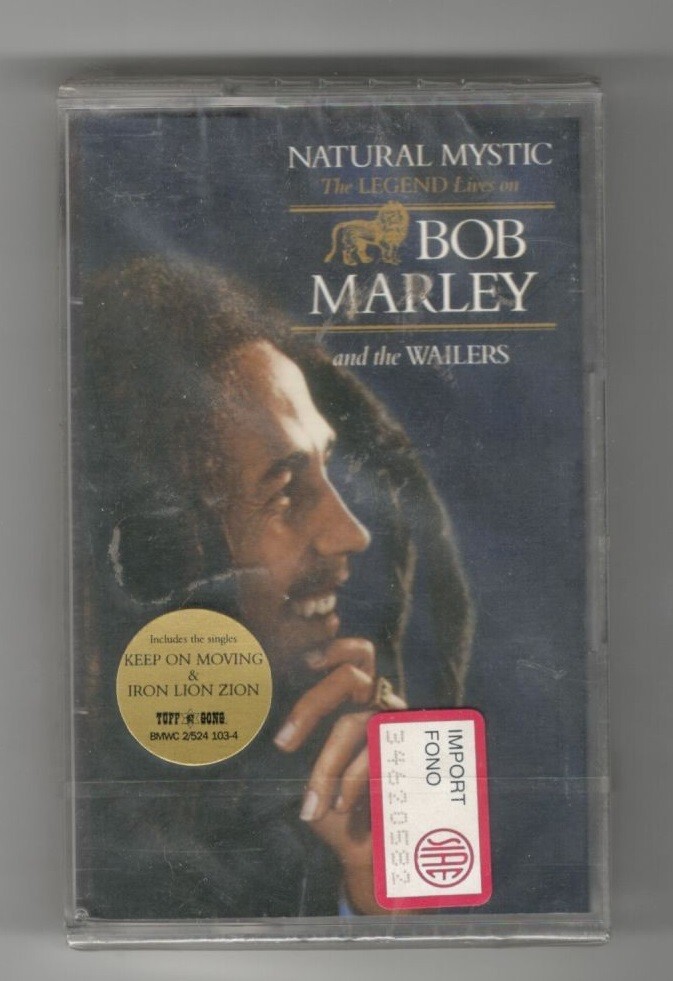 NATURAL MYSTIC
The LEGEND Lives on
BOB
MARLEY
and the WAILERS
Includes the singles
KEEP ON MOVING
&
IRON LION ZION
TUFF GONG
BMWC 2/524 103-4
IMPORT
FONO
34620582
SIAE